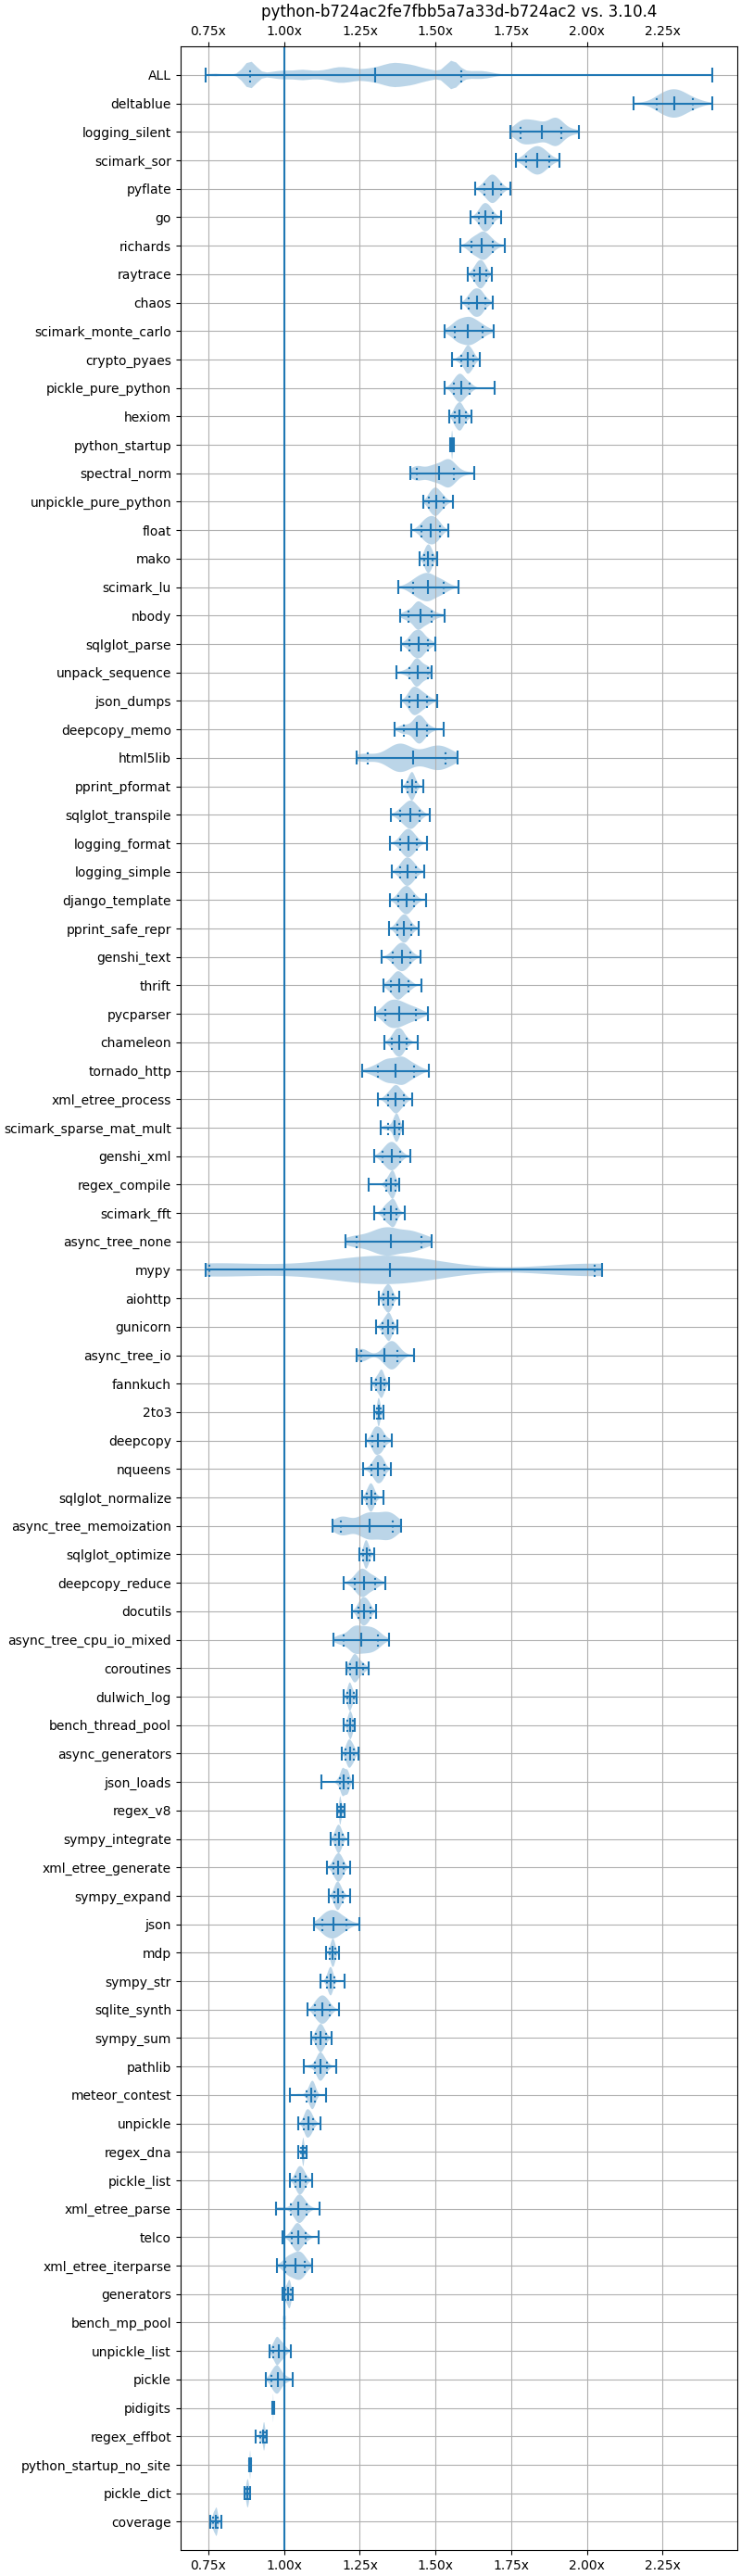 python-b724ac2fe7fbb5a7a33d-b724ac2 vs. 3.10.4
0.75x 1.00x 1.25x 1.50x 1.75x 2.00x 2.25x
ALL
deltablue
logging_silent
scimark_sor
pyflate
go
richards
raytrace
chaos
scimark_monte_carlo
crypto_pyaes
pickle_pure_python
hexiom
python_startup
spectral_norm
unpickle_pure_python
float
mako
scimark_lu
nbody
sqlglot_parse
unpack_sequence
json_dumps
deepcopy_memo
html5lib
pprint_pformat
sqlglot_transpile
logging_format
logging_simple
django_template
pprint_safe_repr
genshi_text
thrift
pycparser
chameleon
tornado_http
xml_etree_process
scimark_sparse_mat_mult
genshi_xml
regex_compile
scimark_fft
async_tree_none
mypy
aiohttp
gunicorn
async_tree_io
fannkuch
2to3
deepcopy
nqueens
sqlglot_normalize
async_tree_memoization
sqlglot_optimize
deepcopy_reduce
docutils
async_tree_cpu_io_mixed
coroutines
dulwich_log
bench_thread_pool
async_generators
json_loads
regex_v8
sympy_integrate
xml_etree_generate
sympy_expand
json
mdp
sympy_str
sqlite_synth
sympy_sum
pathlib
meteor_contest
unpickle
regex_dna
pickle_list
xml_etree_parse
telco
xml_etree_iterparse
generators
bench_mp_pool
unpickle_list
pickle
pidigits
regex_effbot
python_startup_no_site
pickle_dict
coverage
0.75x 1.00x 1.25x 1.50x 1.75x 2.00x 2.25x